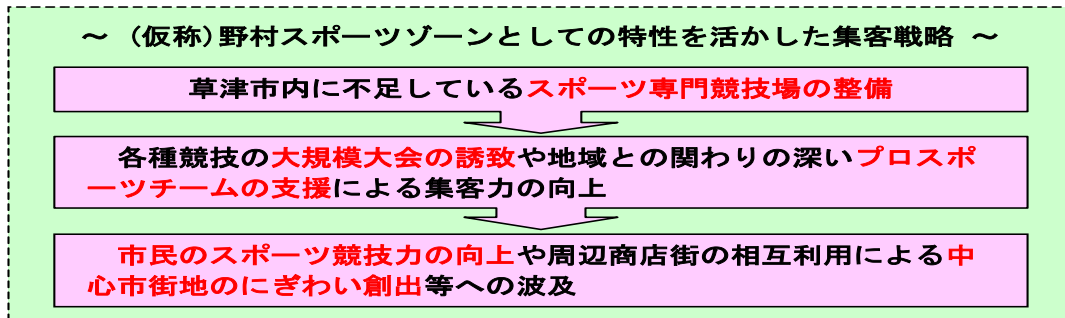 ～ (仮称)野村スポーツゾーンとしての特性を活かした集客戦略 ～
草津市内に不足しているスポーツ専門競技場の整備
各種競技の大規模大会の誘致や地域との関わりの深いプロスポ
ーツチームの支援による集客力の向上
市民のスポーツ競技力の向上や周辺商店街の相互利用による中
心市街地のにぎわい創出等への波及